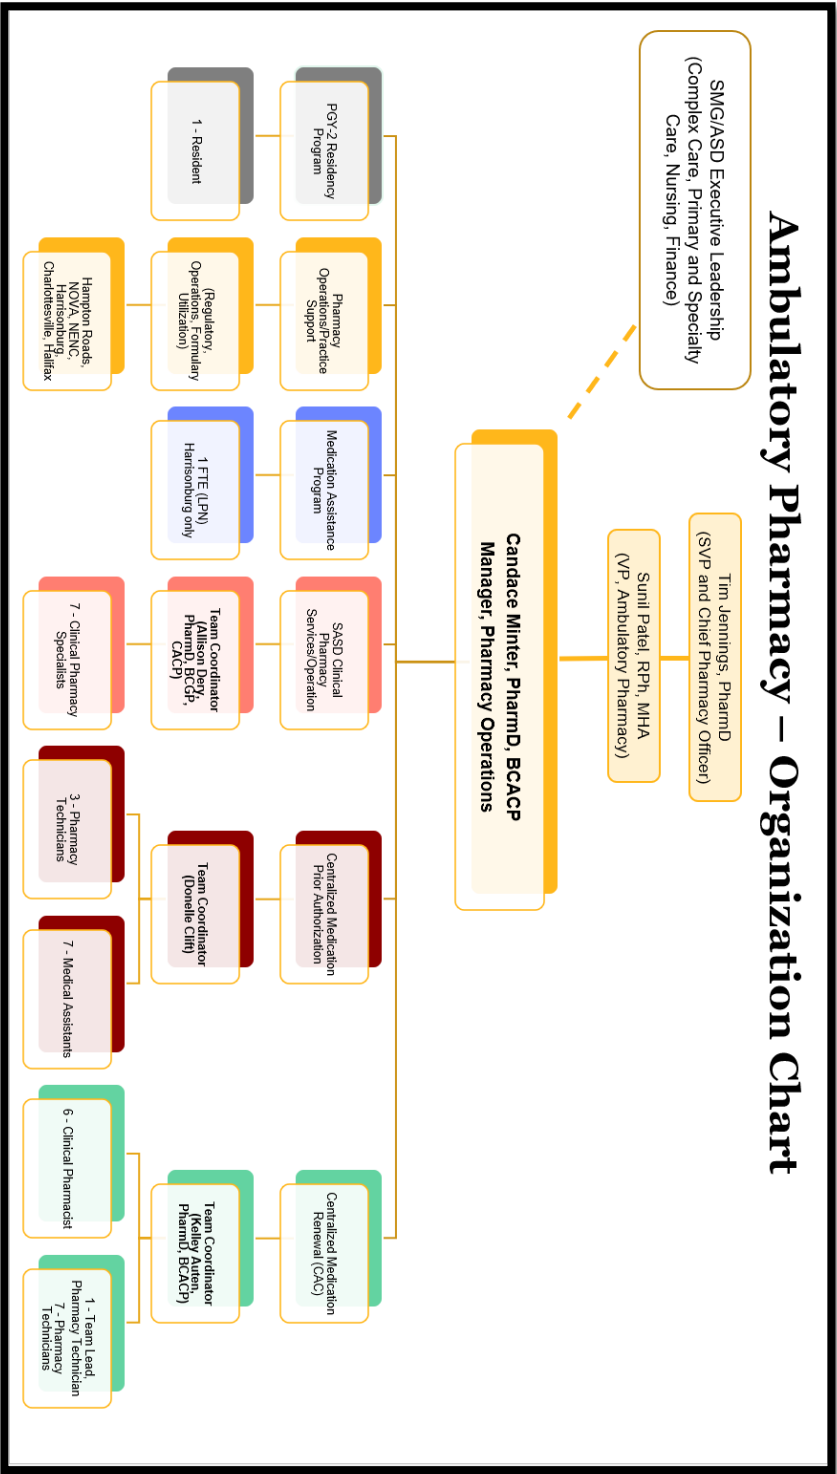 Ambulatory Pharmacy – Organization Chart
SMG/ASD Executive Leadership
(Complex Care, Primary and Specialty
Care, Nursing, Finance)
Tim Jennings, PharmD
(SVP and Chief Pharmacy Officer)
Sunil Patel, RPh, MHA
(VP, Ambulatory Pharmacy)
Candace Minter, PharmD, BCACP
Manager, Pharmacy Operations
PGY-2 Residency
Program
1 - Resident
Pharmacy
Operations/Practice
Support
(Regulatory,
Operations, Formulary
Utilization)
Hampton Roads,
NOVA, NENC,
Harrisonburg,
Charlottesville, Halifax
Medication Assistance
Program
1 FTE (LPN)
Harrisonburg only
SASD Clinical
Pharmacy
Services/Operation
Team Coordinator
(Allison Dery,
PharmD, BCGP,
CACP)
7 - Clinical Pharmacy
Specialists
Centralized Medication
Prior Authorization
Team Coordinator
(Donelle Clift)
3 - Pharmacy
Technicians
7 - Medical Assistants
Centralized Medication
Renewal (CAC)
Team Coordinator
(Kelley Auten,
PharmD, BCACP)
6 - Clinical Pharmacist
1 - Team Lead,
Pharmacy Technician
7 - Pharmacy
Technicians